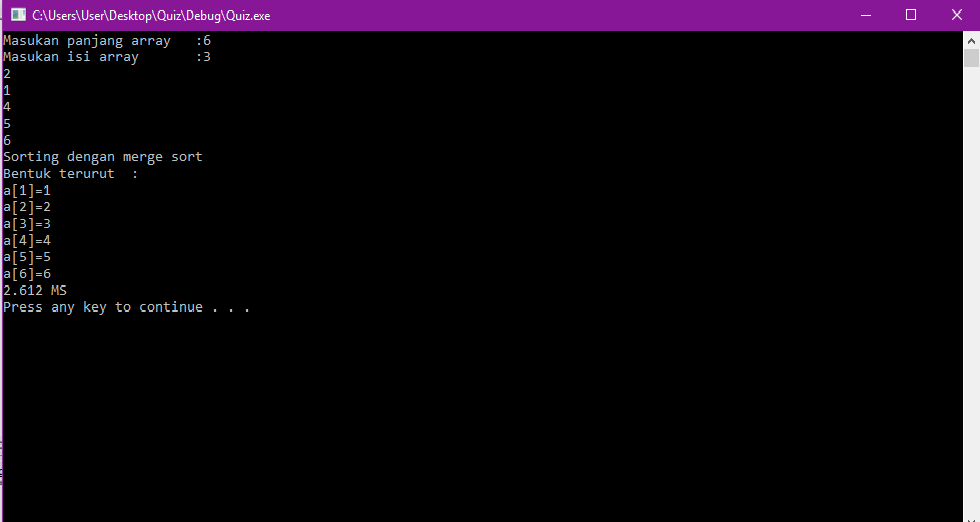 C:\Users\User\Desktop\Quiz\Debug\Quiz.exe
Masukan panjang array   :6
Masukan isi array       :3
2
1
4
5
6
Sorting dengan merge sort
Bentuk terurut  :
a[1]=1
a[2]=2
a[3]=3
a[4]=4
a[5]=5
a[6]=6
2.612 MS
Press any key to continue . . .